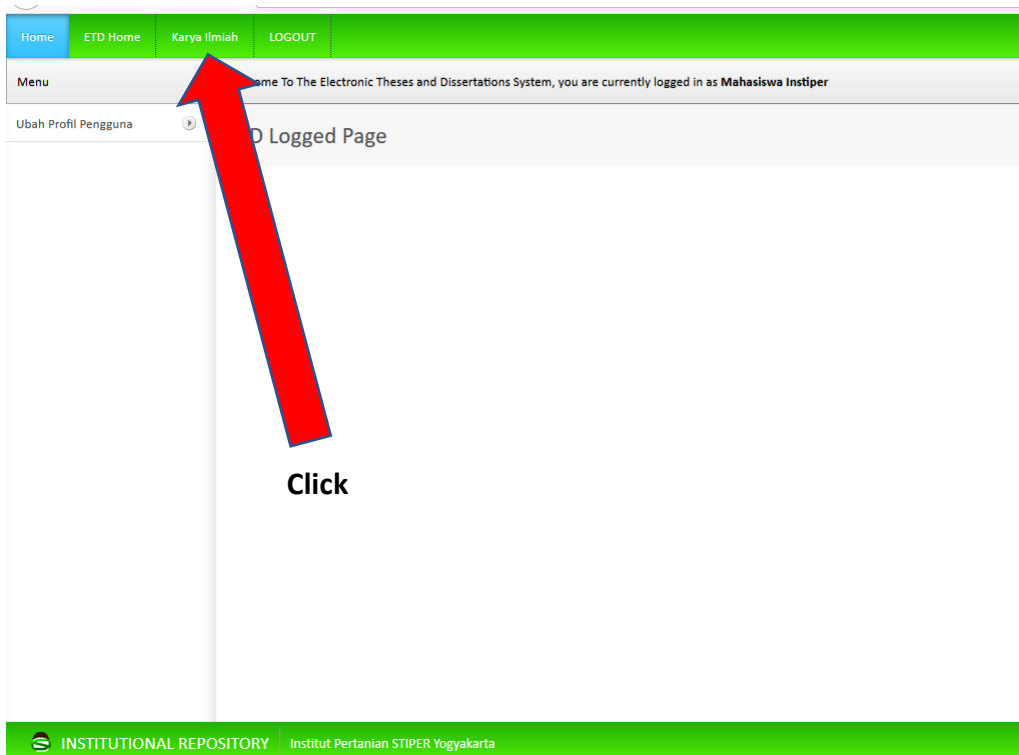 Home ETD Home Karya Ilmiah LOGOUT
Menu
ome To The Electronic Theses and Dissertations System, you are currently logged in as Mahasiswa Instiper
Ubah Profil Pengguna
D Logged Page
Click
INSTITUTIONAL REPOSITORY Institut Pertanian STIPER Yogyakarta